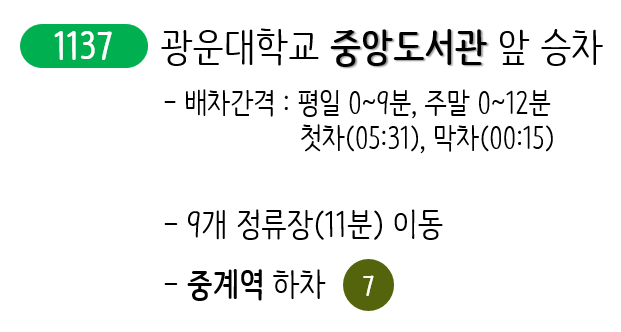 1137 광운대학교 중앙도서관 앞 승차
- 배차간격 : 평일 0~9분, 주말 0~12분
첫차(05:31), 막차(00:15)
- 9개 정류장(11분) 이동
- 중계역 하차 7